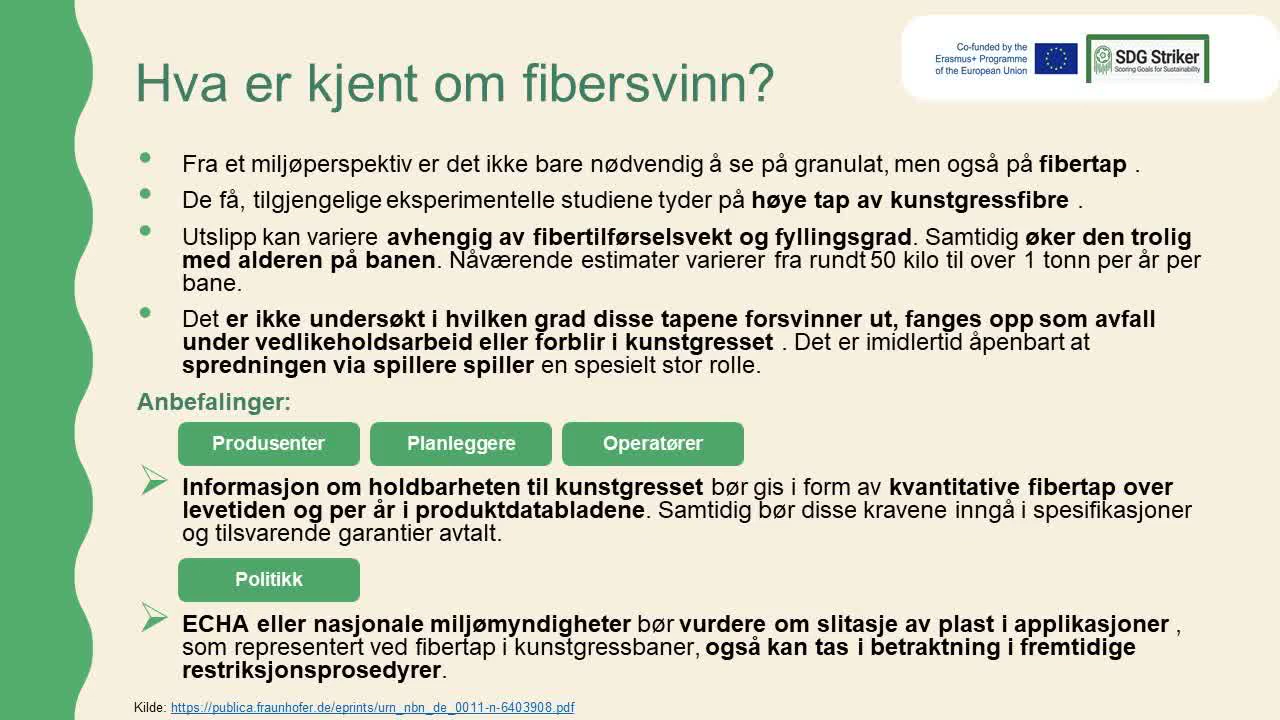 Hva er kjent om fibersvinn?
Co-funded by the
Erasmus+ Programme
of the European Union
SDG Striker
Scoring Goals for Sustainability
Fra et miljøperspektiv er det ikke bare nødvendig å se på granulat, men også på fibertap .
De få, tilgjengelige eksperimentelle studiene tyder på høye tap av kunstgressfibre .
Utslipp kan variere avhengig av fibertilførselsvekt og fyllingsgrad. Samtidig øker den trolig
med alderen på banen. Nåværende estimater varierer fra rundt 50 kilo til over 1 tonn per år per
bane.
Det er ikke undersøkt i hvilken grad disse tapene forsvinner ut, fanges opp som avfall
under vedlikeholdsarbeid eller forblir i kunstgresset . Det er imidlertid åpenbart at
spredningen via spillere spiller en spesielt stor rolle.
Anbefalinger:
Produsenter Planleggere Operatører
Informasjon om holdbarheten til kunstgresset bør gis i form av kvantitative fibertap over
levetiden og per år i produktdatabladene. Samtidig bør disse kravene inngå i spesifikasjoner
og tilsvarende garantier avtalt.
Politikk
ECHA eller nasjonale miljømyndigheter bør vurdere om slitasje av plast i applikasjoner ,
som representert ved fibertap i kunstgressbaner, også kan tas i betraktning i fremtidige
restriksjonsprosedyrer.
Kilde: https://publica.fraunhofer.de/eprints/urn_nbn_de_0011-n-6403908.pdf